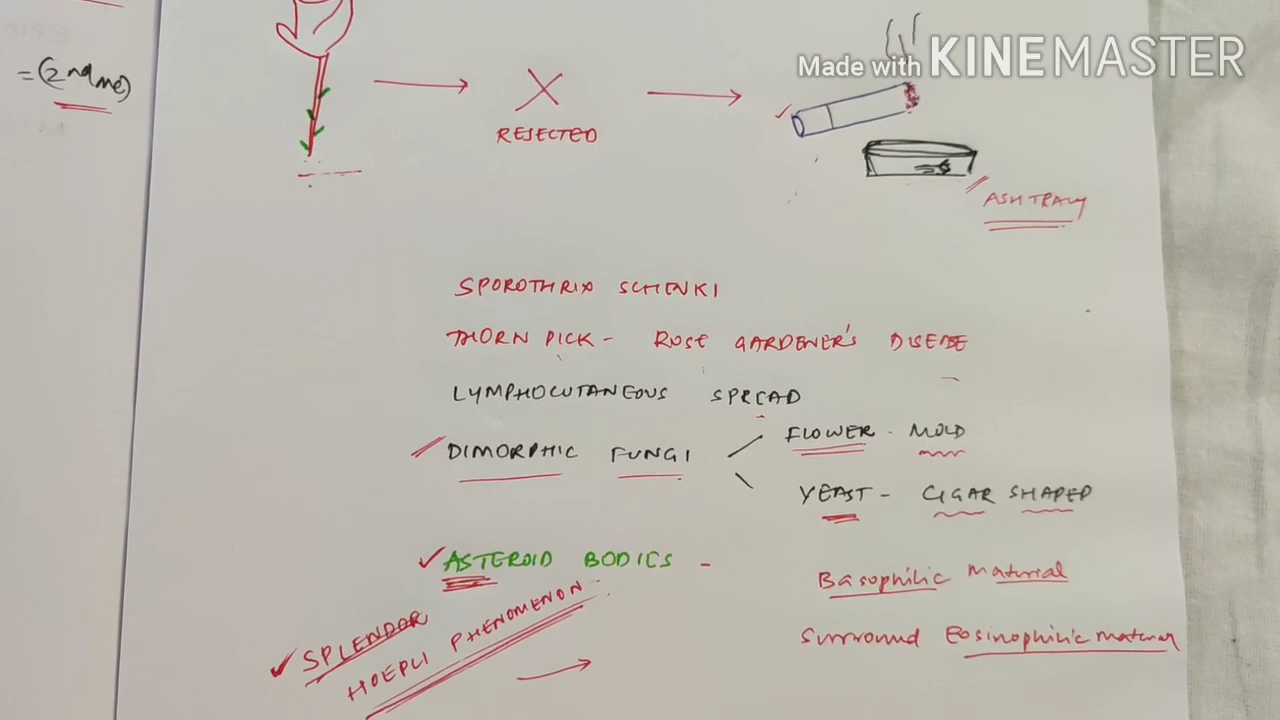 = (2nd me)
Made with KINEMASTER
REJECTED
ASHTRAY
SPOROTHRIX SCHENKI
THORN PICK - ROSE GARDENER'S DISEASE
LYMPHOCUTANEOUS SPREAD
DIMORPHIC FUNGI
FLOWER - MOLD
YEAST - CIGAR SHAPED
ASTEROID BODIES -
Basophilic Material
Surround Eosinophilic material
SPLENDOR
HOEPLI PHENOMENON